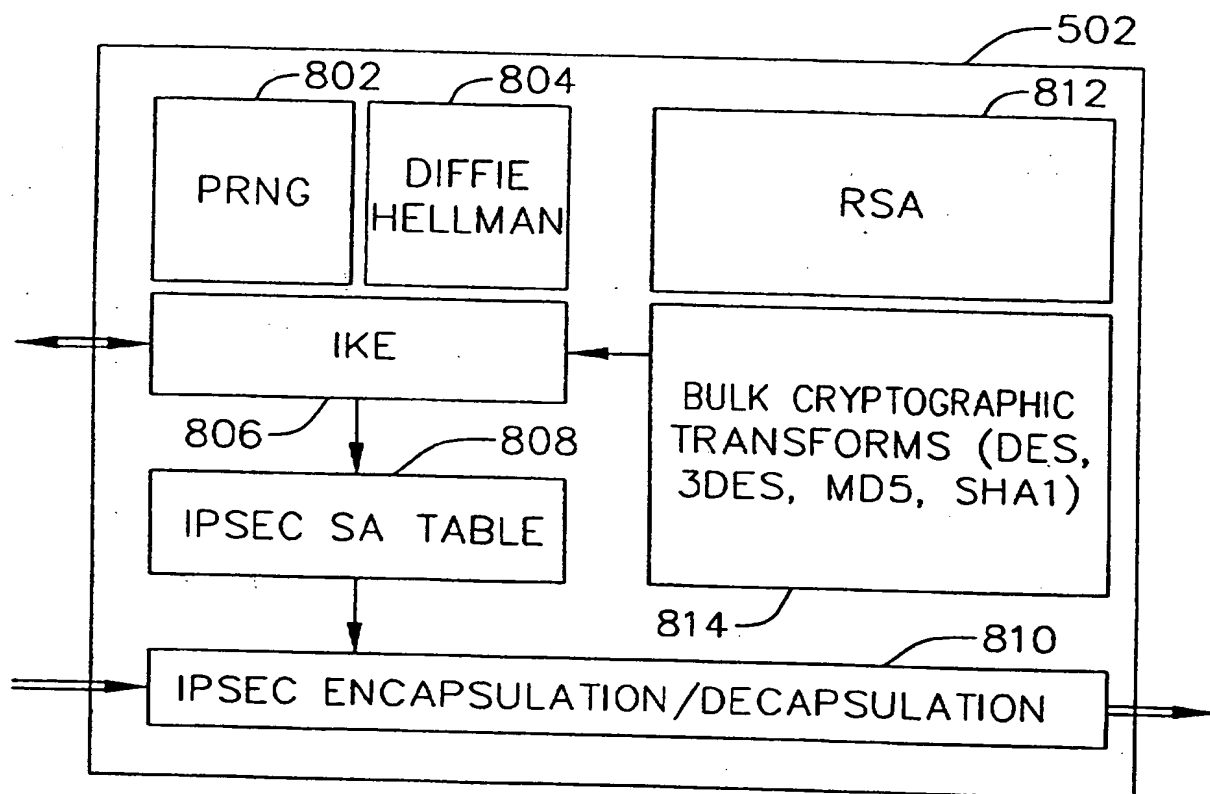 502
802
804
812
PRNG
DIFFIE
HELLMAN
RSA
IKE
806
808
BULK CRYPTOGRAPHIC
TRANSFORMS (DES,
3DES, MD5, SHA1)
IPSEC SA TABLE
814
810
IPSEC ENCAPSULATION/DECAPSULATION